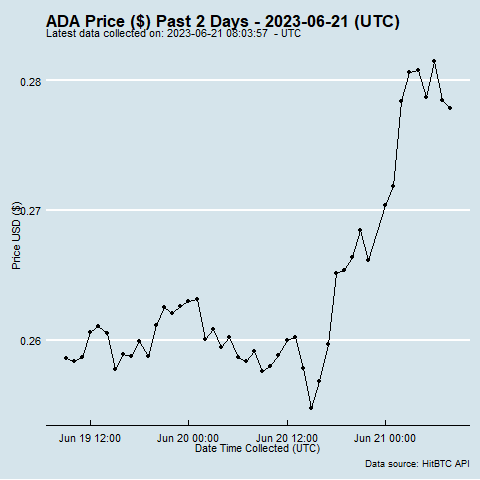 ADA Price ($) Past 2 Days - 2023-06-21 (UTC)
Latest data collected on: 2023-06-21 08:03:57  - UTC
0.28
0.27
Price USD ($)
0.26
Jun 19 12:00
Jun 20 00:00
Jun 20 12:00
Jun 21 00:00
Date Time Collected (UTC)
Data source: HitBTC API